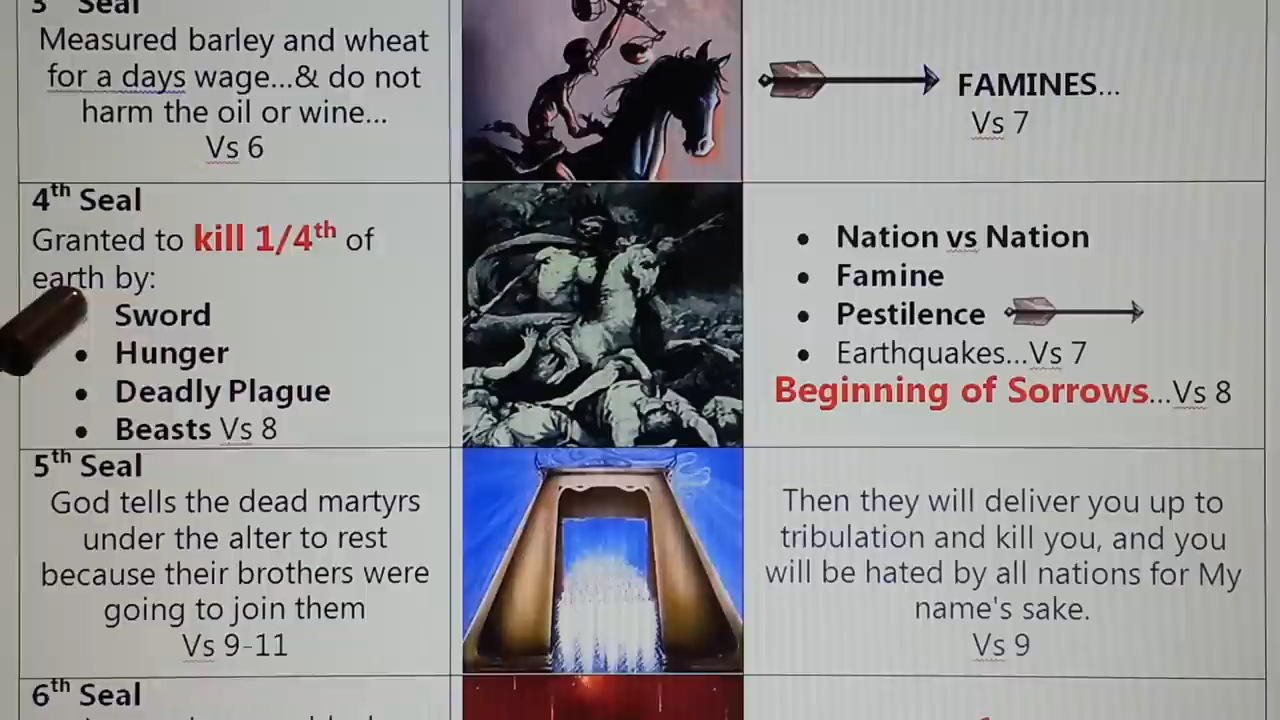 3 Seal
Measured barley and wheat
for a days wage...& do not
harm the oil or wine...
Vs 6
FAMINES...
Vs 7
4th Seal
Granted to kill 1/4th of
earth by:
Sword
• Hunger
• Deadly Plague
• Beasts Vs 8
• Nation vs Nation
• Famine
• Pestilence
• Earthquakes...Vs 7
Beginning of Sorrows...Vs 8
5th Seal
God tells the dead martyrs
under the alter to rest
because their brothers were
going to join them
Vs 9-11
Then they will deliver you up to
tribulation and kill you, and you
will be hated by all nations for My
name's sake.
Vs 9
6th Seal